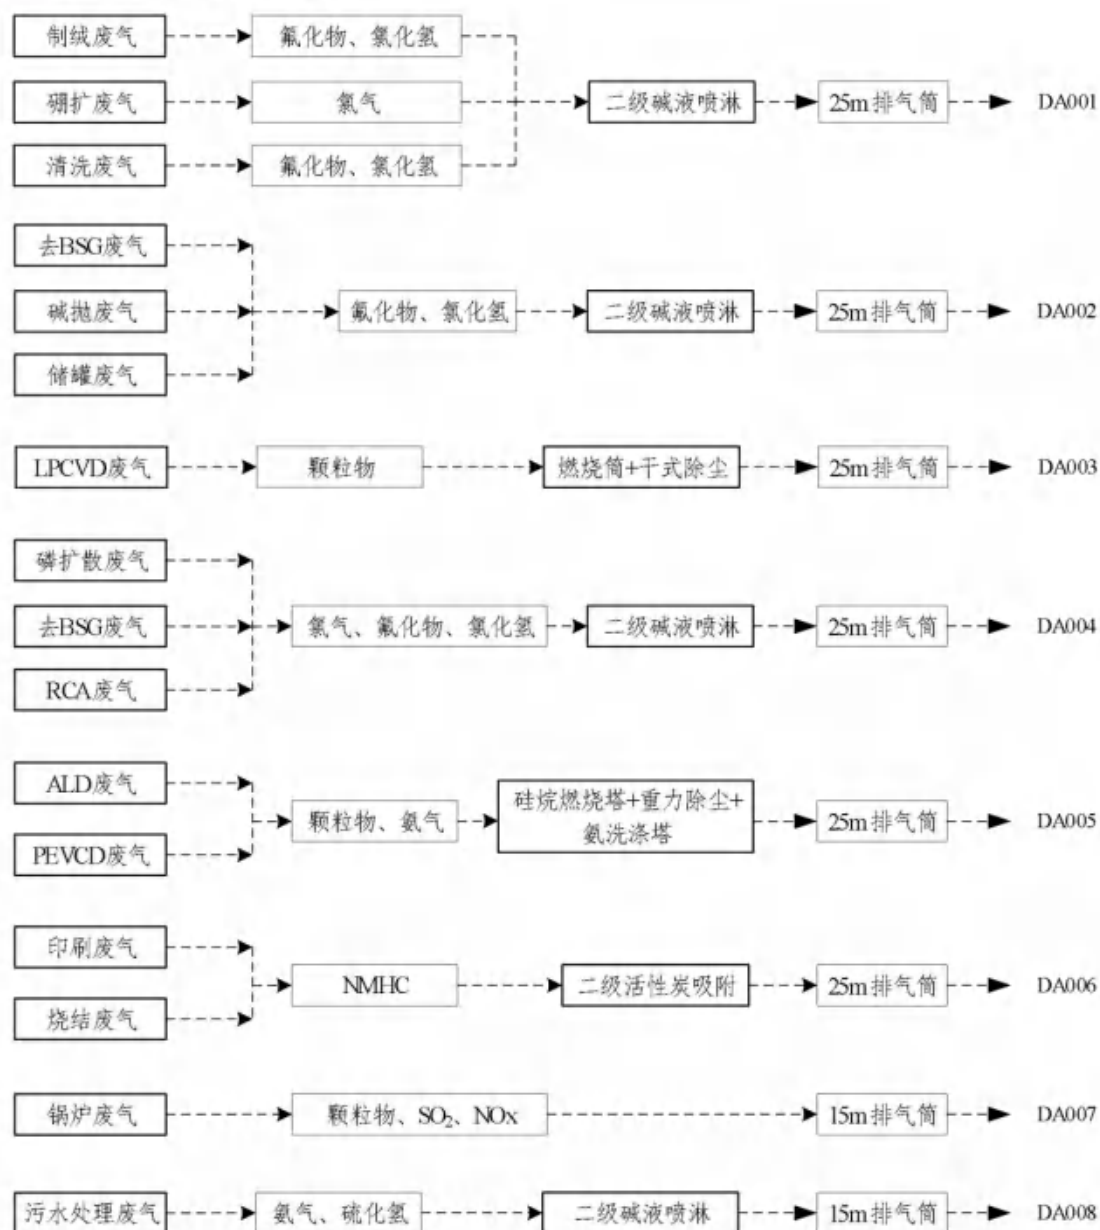 制绒废气 氟化物、氯化氢
硼扩废气 氯气 二级碱液喷淋 25m排气筒 DA001
清洗废气 氟化物、氯化氢
去BSG废气
碱抛废气 氟化物、氯化氢 二级碱液喷淋 25m排气筒 DA002
储罐废气
LPCVD废气 颗粒物 燃烧筒+干式除尘 25m排气筒 DA003
磷扩散废气
去BSG废气 氯气、氟化物、氯化氢 二级碱液喷淋 25m排气筒 DA004
RCA废气
ALD废气
颗粒物、氨气 硅烷燃烧塔+重力除尘+
氨洗涤塔 25m排气筒 DA005
PEVCD废气
印刷废气
NMHC 二级活性炭吸附 25m排气筒 DA006
烧结废气
锅炉废气 颗粒物、SO₂、NOx 15m排气筒 DA007
污水处理废气 氨气、硫化氢 二级碱液喷淋 15m排气筒 DA008